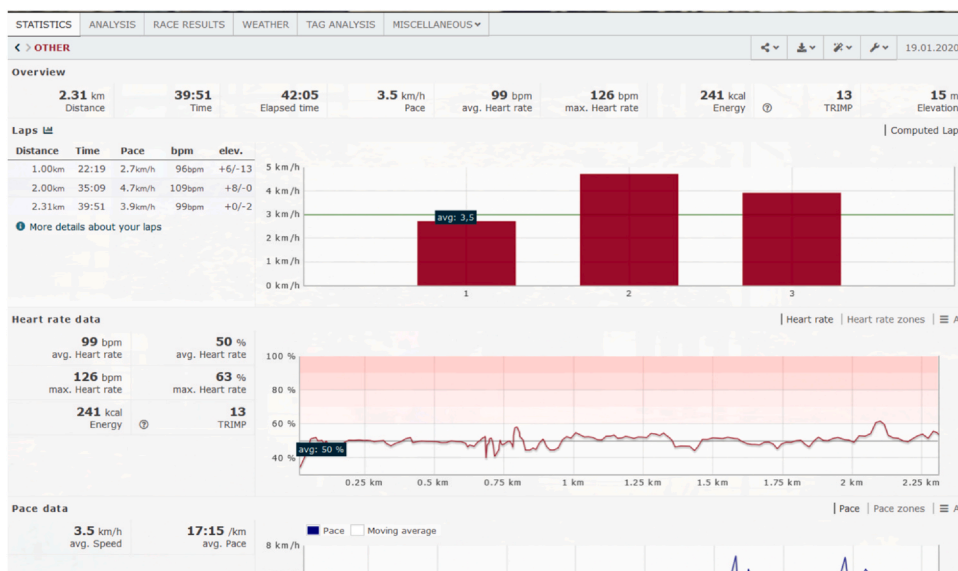 STATISTICS ANALYSIS RACE RESULTS WEATHER TAG ANALYSIS MISCELLANEOUS
OTHER 19.01.2020
Overview
2.31 km 39:51 42:05 3.5 km/h 99 bpm 126 bpm 241 kcal 13 15 m
Distance Time Elapsed time Pace avg. Heart rate max. Heart rate Energy TRIMP Elevation
Laps Computed Lap
Distance Time Pace bpm elev.
1.00km 22:19 2.7km/h 96bpm +6/-13
2.00km 35:09 4.7km/h 109bpm +8/-0
2.31km 39:51 3.9km/h 99bpm +0/-2
More details about your laps
5 km/h
4 km/h
3 km/h
2 km/h
1 km/h
0 km/h
avg: 3,5
1 2 3
Heart rate data Heart rate Heart rate zones A
99 bpm 50 %
avg. Heart rate avg. Heart rate
126 bpm 63 %
max. Heart rate max. Heart rate
241 kcal 13
Energy TRIMP
100 %
80 %
60 %
40 %
avg: 50 %
0.25 km 0.5 km 0.75 km 1 km 1.25 km 1.5 km 1.75 km 2 km 2.25 km
Pace data Pace Pace zones A
3.5 km/h 17:15 /km
avg. Speed avg. Pace
Pace Moving average
8 km/h